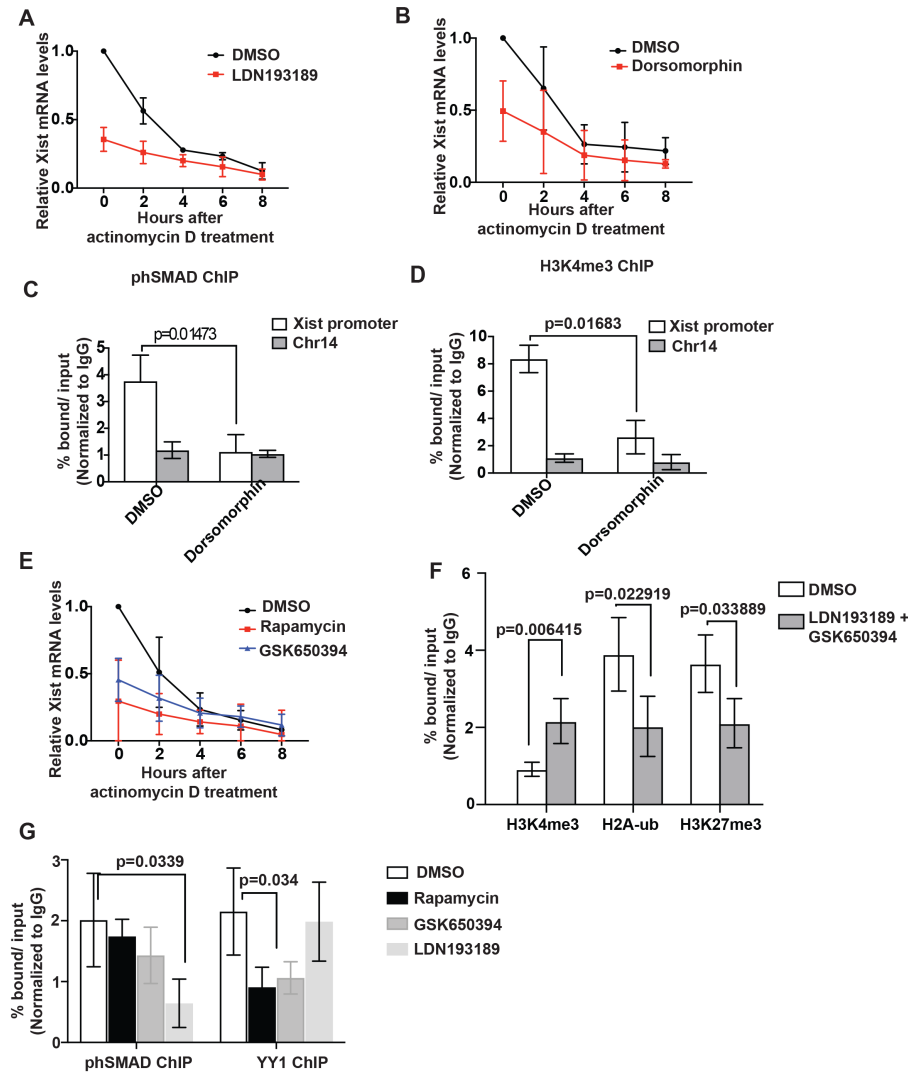 A
Relative Xist mRNA levels
1.0
0.5
0.0
0 2 4 6 8
Hours after
actinomycin D treatment
DMSO
LDN193189
B
Relative Xist mRNA levels
1.0
0.5
0.0
0 2 4 6 8
Hours after
actinomycin D treatment
DMSO
Dorsomorphin
C
phSMAD ChIP
% bound/ input
(Normalized to IgG)
5
4
3
2
1
0
p=0.01473
Xist promoter
Chr14
DMSO
Dorsomorphin
D
H3K4me3 ChIP
% bound/ input
(Normalized to IgG)
10
8
6
4
2
0
p=0.01683
Xist promoter
Chr14
DMSO
Dorsomorphin
E
Relative Xist mRNA levels
1.0
0.5
0.0
0 2 4 6 8
Hours after
actinomycin D treatment
DMSO
Rapamycin
GSK650394
F
% bound/ input
(Normalized to IgG)
6
4
2
0
p=0.006415
p=0.022919
p=0.033889
DMSO
LDN193189 +
GSK650394
H3K4me3 H2A-ub H3K27me3
G
% bound/ input
(Normalized to IgG)
3
2
1
0
p=0.0339
p=0.034
DMSO
Rapamycin
GSK650394
LDN193189
phSMAD ChIP YY1 ChIP